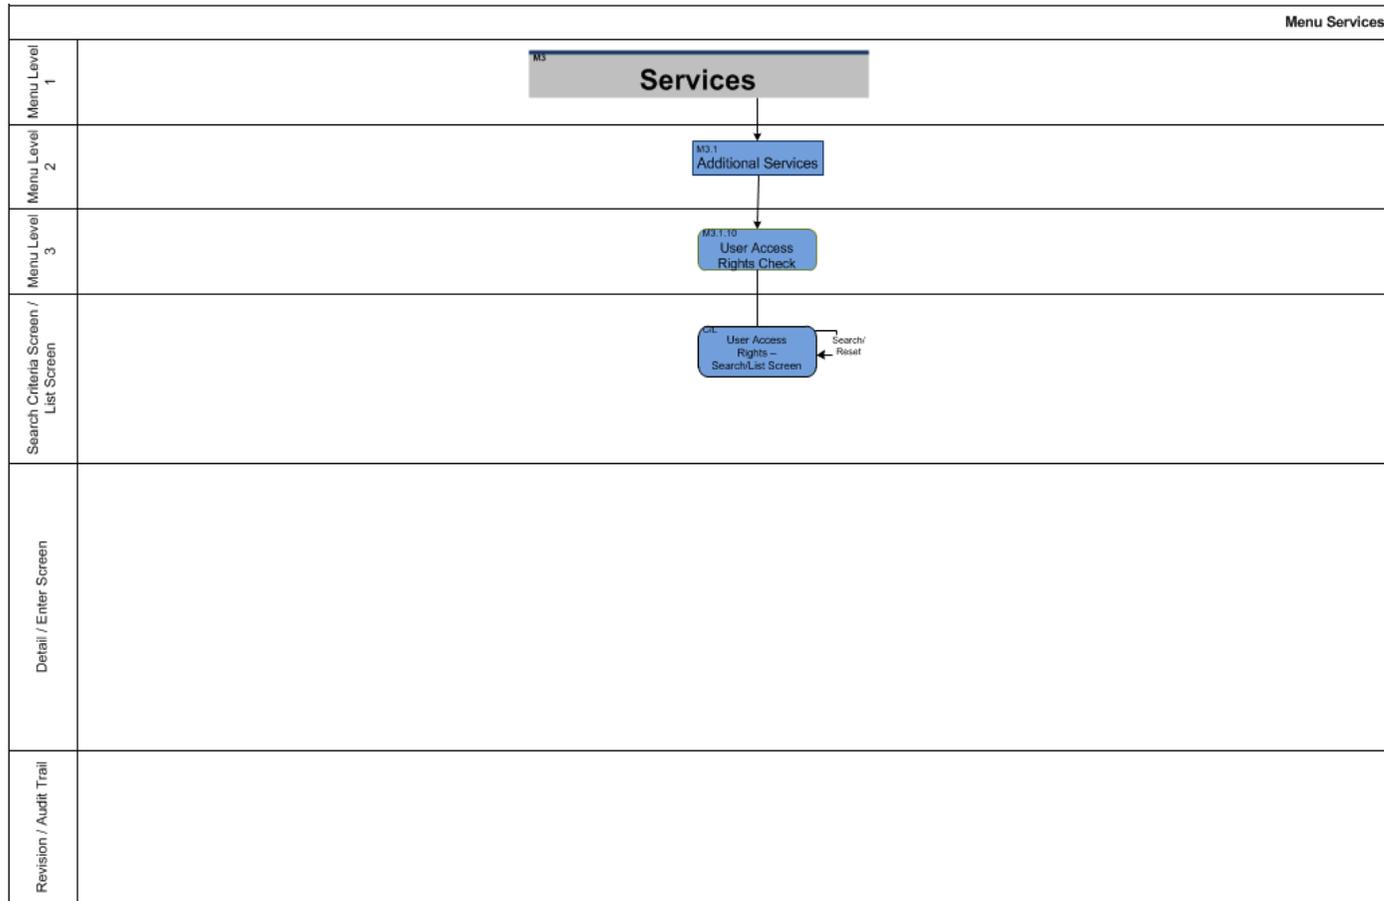 Menu Services
Menu Level
1
M3
Services
Menu Level
2
M3.1
Additional Services
Menu Level
3
M3.1.10
User Access
Rights Check
Search Criteria Screen /
List Screen
C/L
User Access
Rights –
Search/List Screen
Search/
Reset
Detail / Enter Screen
Revision / Audit Trail